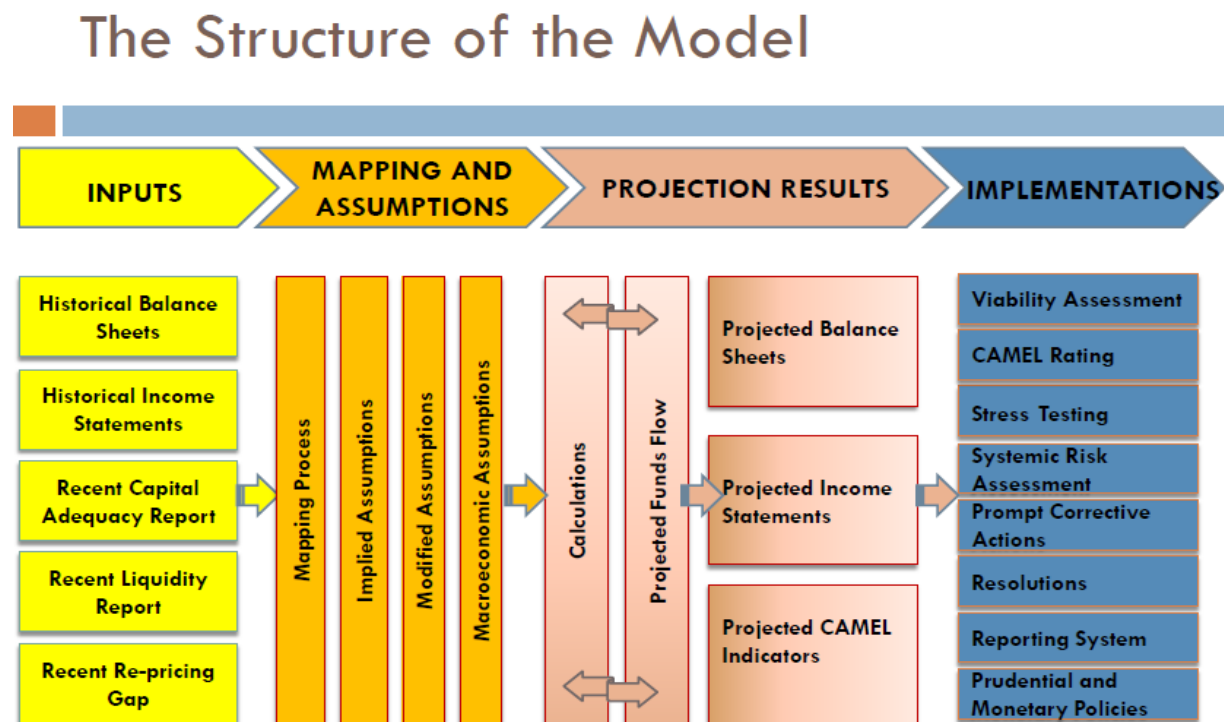 The Structure of the Model
INPUTS
MAPPING AND
ASSUMPTIONS
PROJECTION RESULTS
IMPLEMENTATIONS
Historical Balance
Sheets
Historical Income
Statements
Recent Capital
Adequacy Report
Recent Liquidity
Report
Recent Re-pricing
Gap
Mapping Process
Implied Assumptions
Modified Assumptions
Macroeconomic Assumptions
Calculations
Projected Funds Flow
Projected Balance
Sheets
Projected Income
Statements
Projected CAMEL
Indicators
Viability Assessment
CAMEL Rating
Stress Testing
Systemic Risk
Assessment
Prompt Corrective
Actions
Resolutions
Reporting System
Prudential and
Monetary Policies